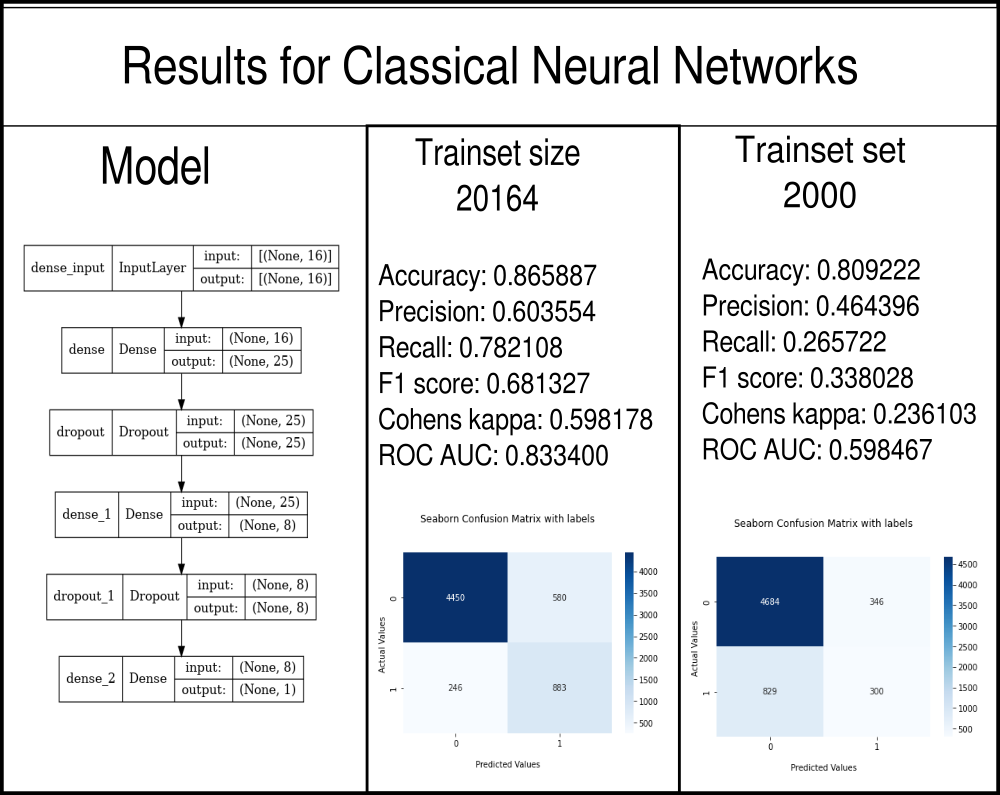 Results for Classical Neural Networks
Model
dense_input InputLayer input: [(None, 16)]
output: [(None, 16)]
dense Dense input: (None, 16)
output: (None, 25)
dropout Dropout input: (None, 25)
output: (None, 25)
dense_1 Dense input: (None, 25)
output: (None, 8)
dropout_1 Dropout input: (None, 8)
output: (None, 8)
dense_2 Dense input: (None, 8)
output: (None, 1)
Trainset size
20164
Accuracy: 0.865887
Precision: 0.603554
Recall: 0.782108
F1 score: 0.681327
Cohens kappa: 0.598178
ROC AUC: 0.833400
Seaborn Confusion Matrix with labels
Actual Values
0
1
4450 580
246 883
0 1
Predicted Values
4000
3500
3000
2500
2000
1500
1000
500
Trainset set
2000
Accuracy: 0.809222
Precision: 0.464396
Recall: 0.265722
F1 score: 0.338028
Cohens kappa: 0.236103
ROC AUC: 0.598467
Seaborn Confusion Matrix with labels
Actual Values
0
1
4684 346
829 300
0 1
Predicted Values
4500
4000
3500
3000
2500
2000
1500
1000
500